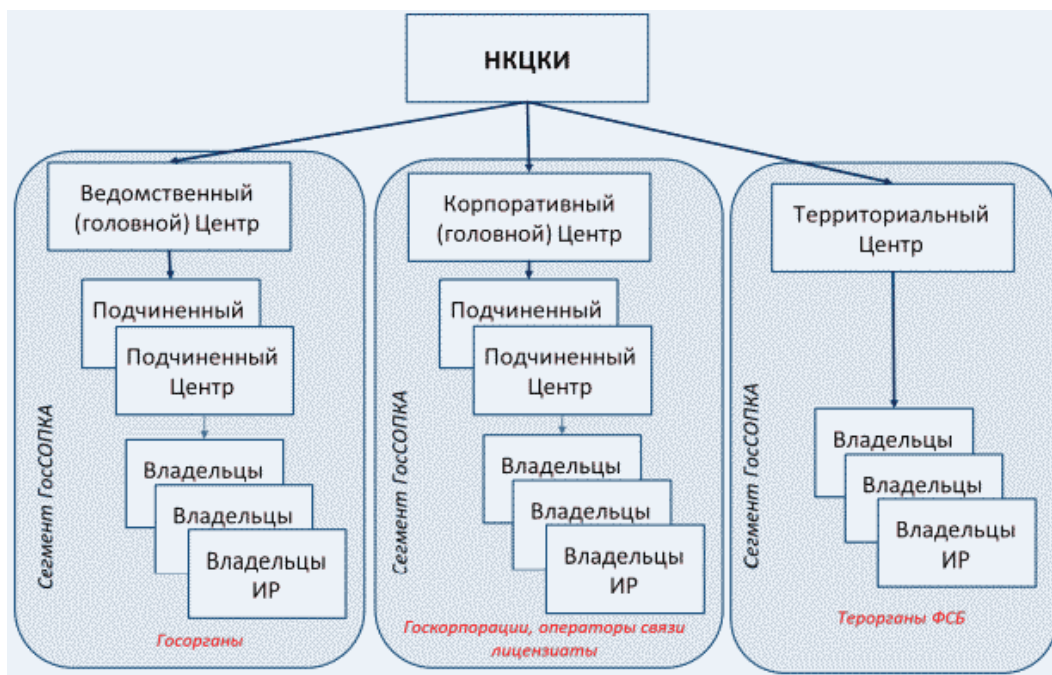 НКЦКИ
Ведомственный
(головной) Центр
Подчиненный
Подчиненный
Центр
Владельцы
Владельцы
Владельцы
ИР
Сегмент ГосСОПКА
Госорганы
Корпоративный
(головной) Центр
Подчиненный
Подчиненный
Центр
Владельцы
Владельцы
Владельцы
ИР
Сегмент ГосСОПКА
Госкорпорации, операторы связи
лицензиаты
Территориальный
Центр
Владельцы
Владельцы
Владельцы
ИР
Сегмент ГосСОПКА
Терорганы ФСБ